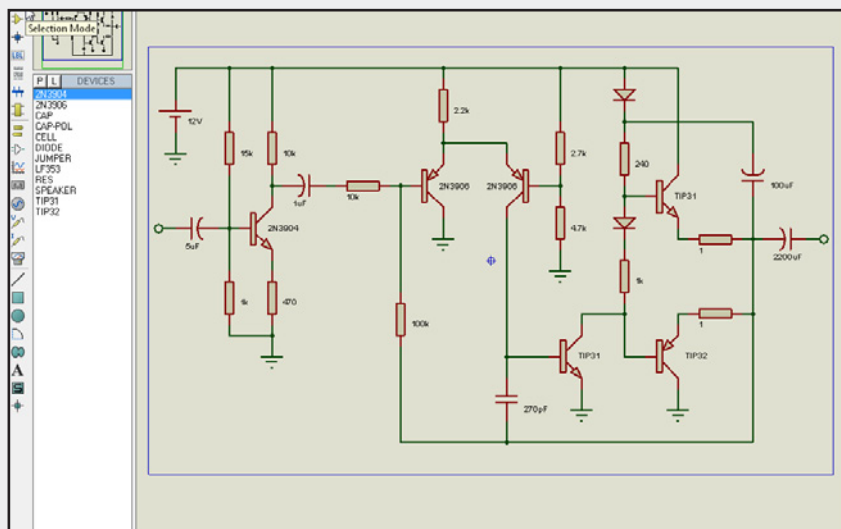 Selection Mode
LBL
P L DEVICES
2N3904
2N3906
CAP
CAP-POL
CELL
DIODE
JUMPER
LF353
RES
SPEAKER
TIP31
TIP32
A
S
12V
15k
10k
2.2k
2.7k
240
100uF
TIP31
2N3906
2N3906
1uF
10k
4.7k
2N3904
5uF
1
2200uF
1k
1k
470
100k
1
TIP31
TIP32
270pF